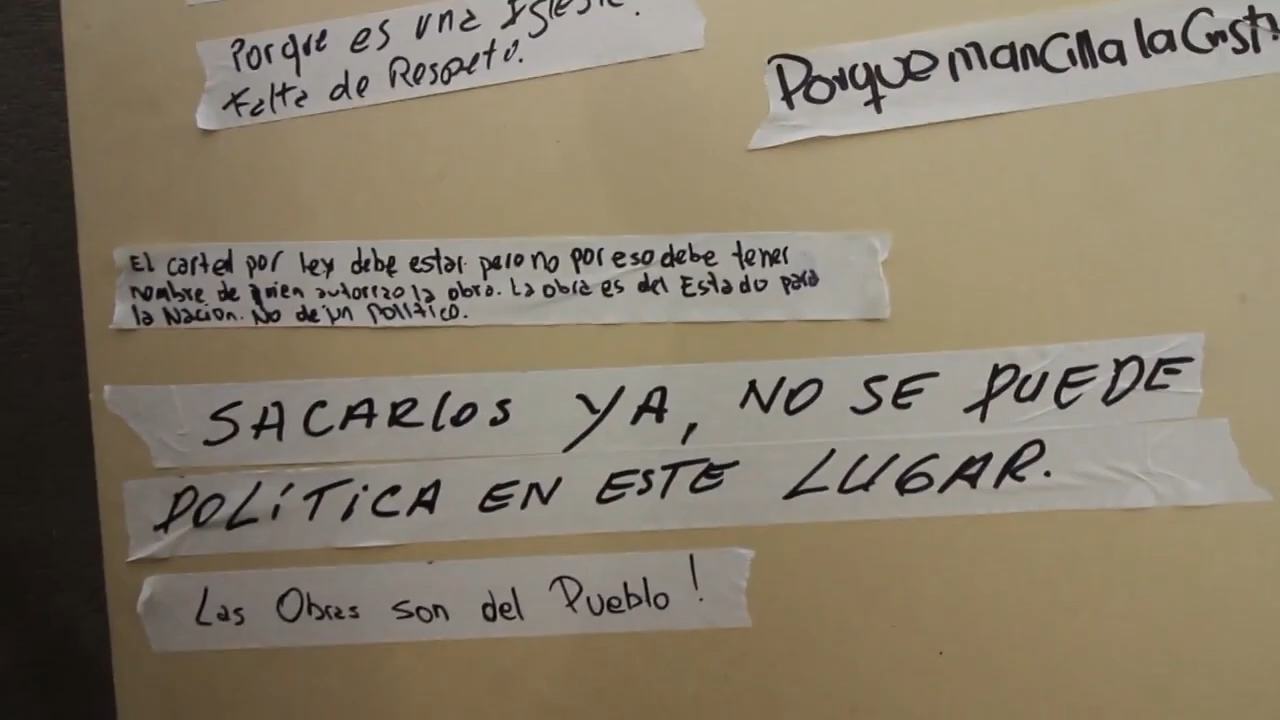 Porque es una Iglesia.
Falta de Respeto.
Porque mancilla la
El cartel por ley debe estar pero no por eso debe tener
nombre de quien autorizo la obra. La obra es del Estado para
la Nacion. No de un politico.
SACARlos YA, NO SE PUEDE
POLÍTICA EN ESTE LUGAR.
Las Obras son del Pueblo!